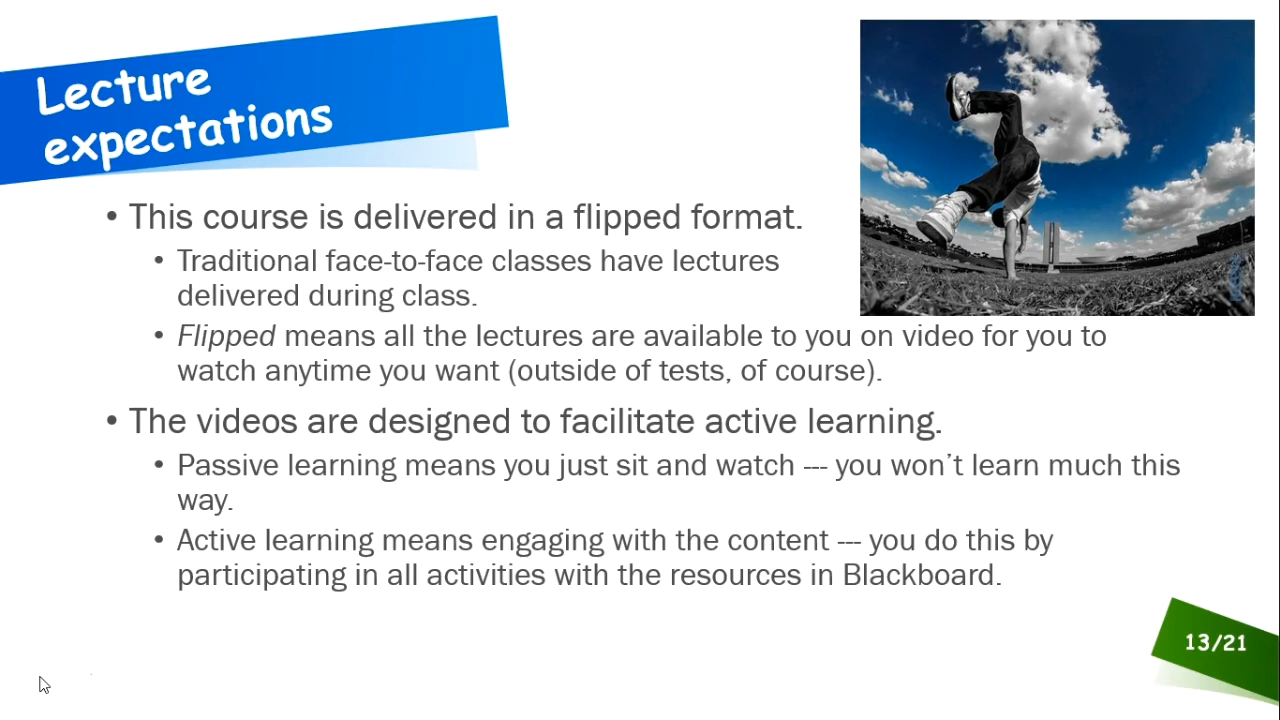 Lecture
expectations
• This course is delivered in a flipped format.
• Traditional face-to-face classes have lectures
delivered during class.
• Flipped means all the lectures are available to you on video for you to
watch anytime you want (outside of tests, of course).
• The videos are designed to facilitate active learning.
• Passive learning means you just sit and watch --- you won’t learn much this
way.
• Active learning means engaging with the content --- you do this by
participating in all activities with the resources in Blackboard.
13/21